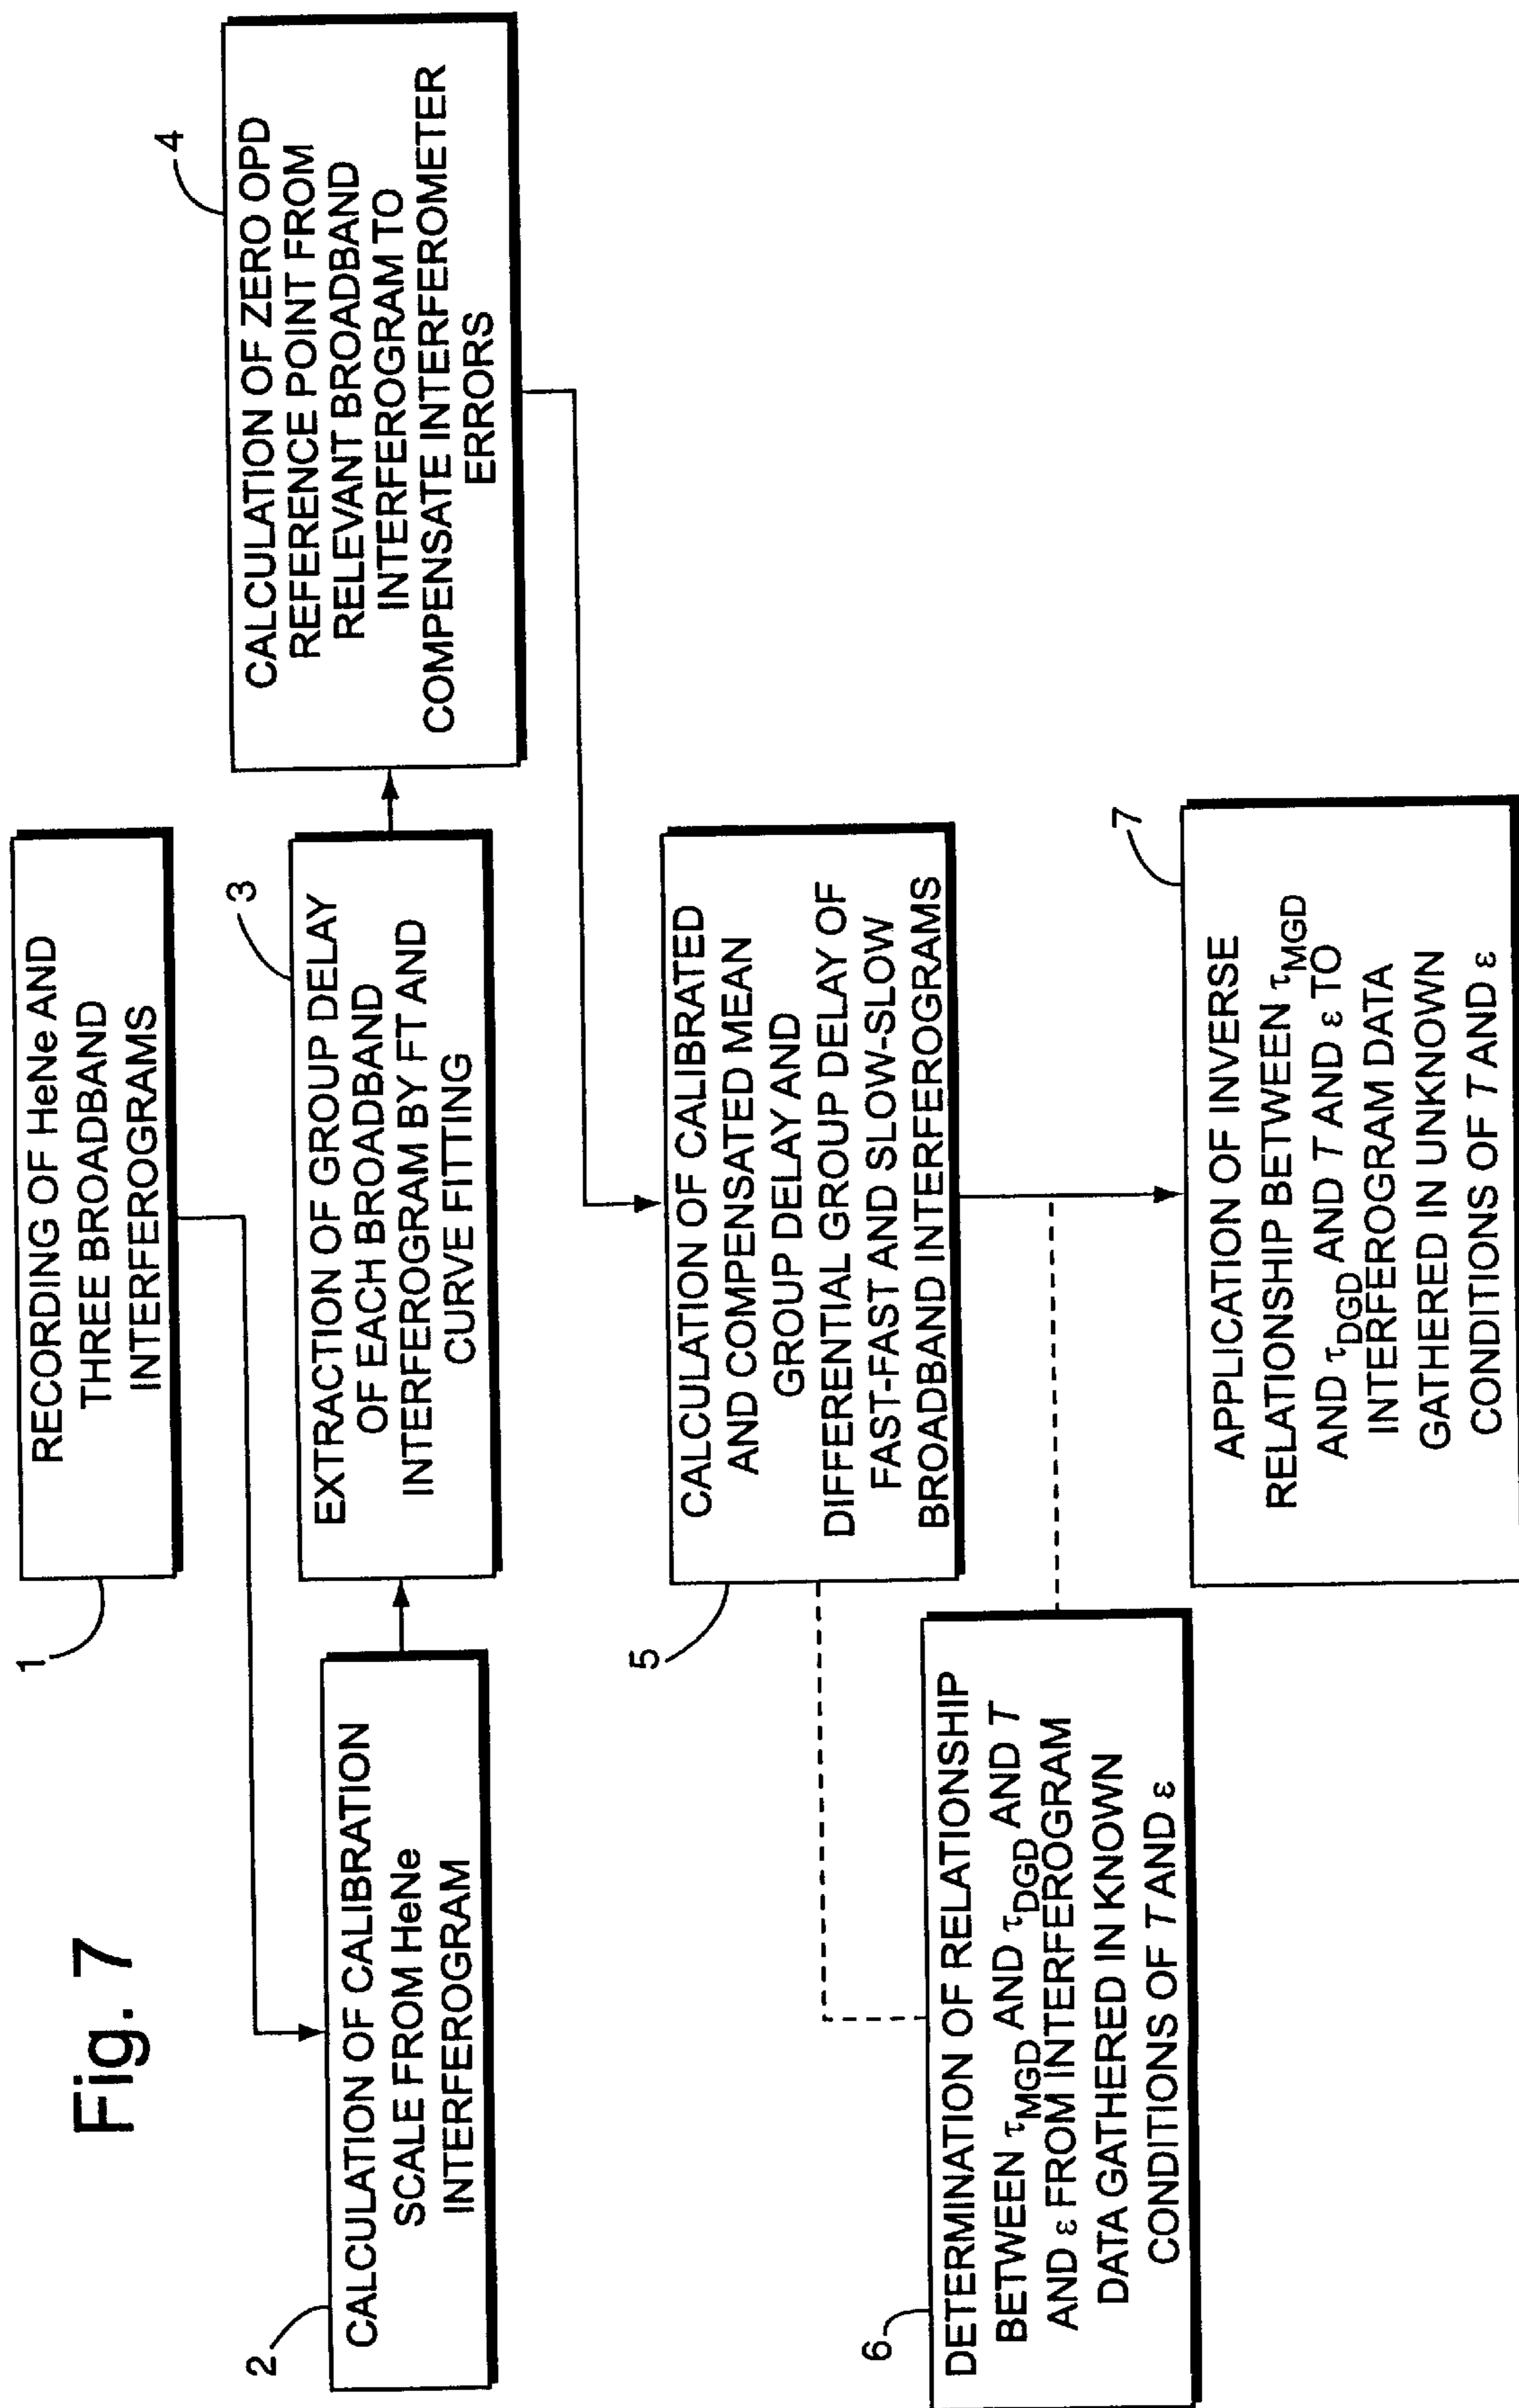 Fig. 7
1
RECORDING OF HeNe AND
THREE BROADBAND
INTERFEROGRAMS
2
CALCULATION OF CALIBRATION
SCALE FROM HeNe
INTERFEROGRAM
3
EXTRACTION OF GROUP DELAY
OF EACH BROADBAND
INTERFEROGRAM BY FT AND
CURVE FITTING
4
CALCULATION OF ZERO OPD
REFERENCE POINT FROM
RELEVANT BROADBAND
INTERFEROGRAM TO
COMPENSATE INTERFEROMETER
ERRORS
5
CALCULATION OF CALIBRATED
AND COMPENSATED MEAN
GROUP DELAY AND
DIFFERENTIAL GROUP DELAY OF
FAST-FAST AND SLOW-SLOW
BROADBAND INTERFEROGRAMS
6
DETERMINATION OF RELATIONSHIP
BETWEEN τMGD AND τDGD AND T
AND ε FROM INTERFEROGRAM
DATA GATHERED IN KNOWN
CONDITIONS OF T AND ε
7
APPLICATION OF INVERSE
RELATIONSHIP BETWEEN τMGD
AND τDGD AND T AND ε TO
INTERFEROGRAM DATA
GATHERED IN UNKNOWN
CONDITIONS OF T AND ε